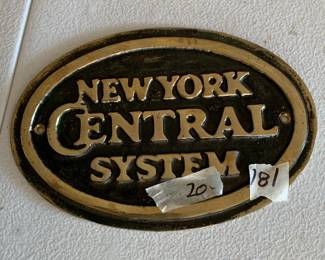 NEW YORK
CENTRAL
SYSTEM
20-
181